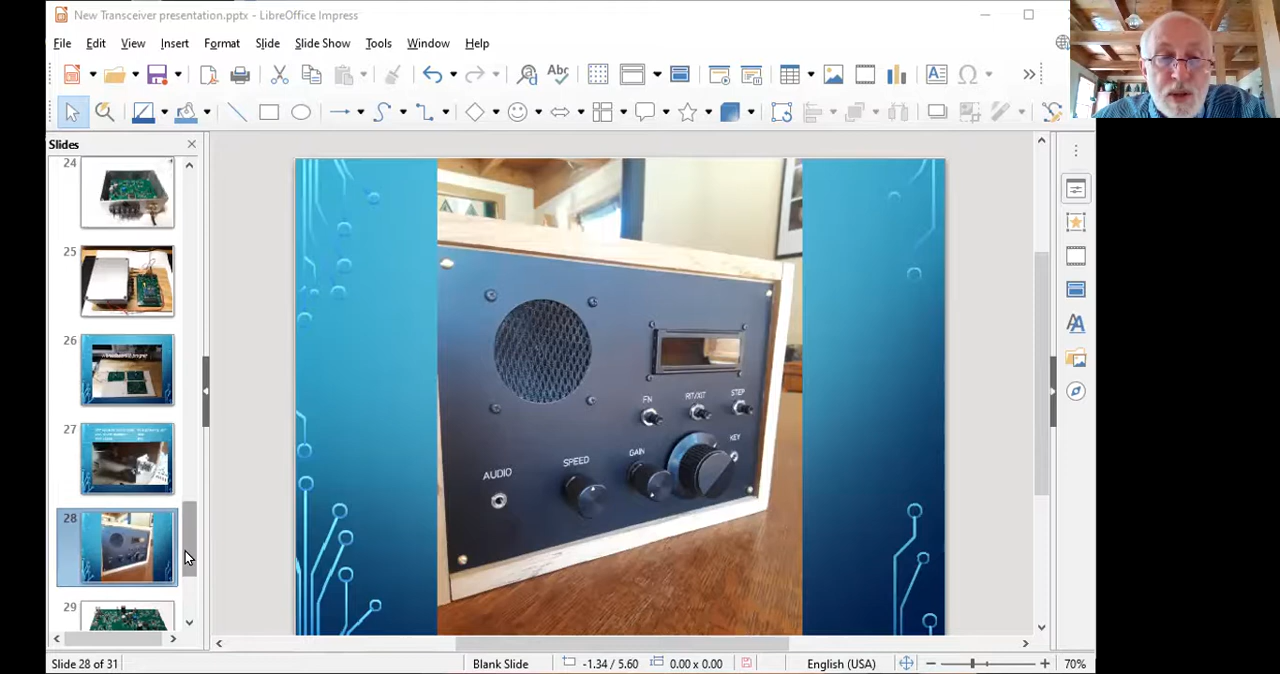 New Transceiver presentation.pptx - LibreOffice Impress
File Edit View Insert Format Slide Slide Show Tools Window Help
Abc
Slides
24
25
26
27
28
29
FN
RIT/XIT
STEP
KEY
GAIN
SPEED
AUDIO
Slide 28 of 31
Blank Slide
-1.34 / 5.60
0.00 x 0.00
English (USA)
70%